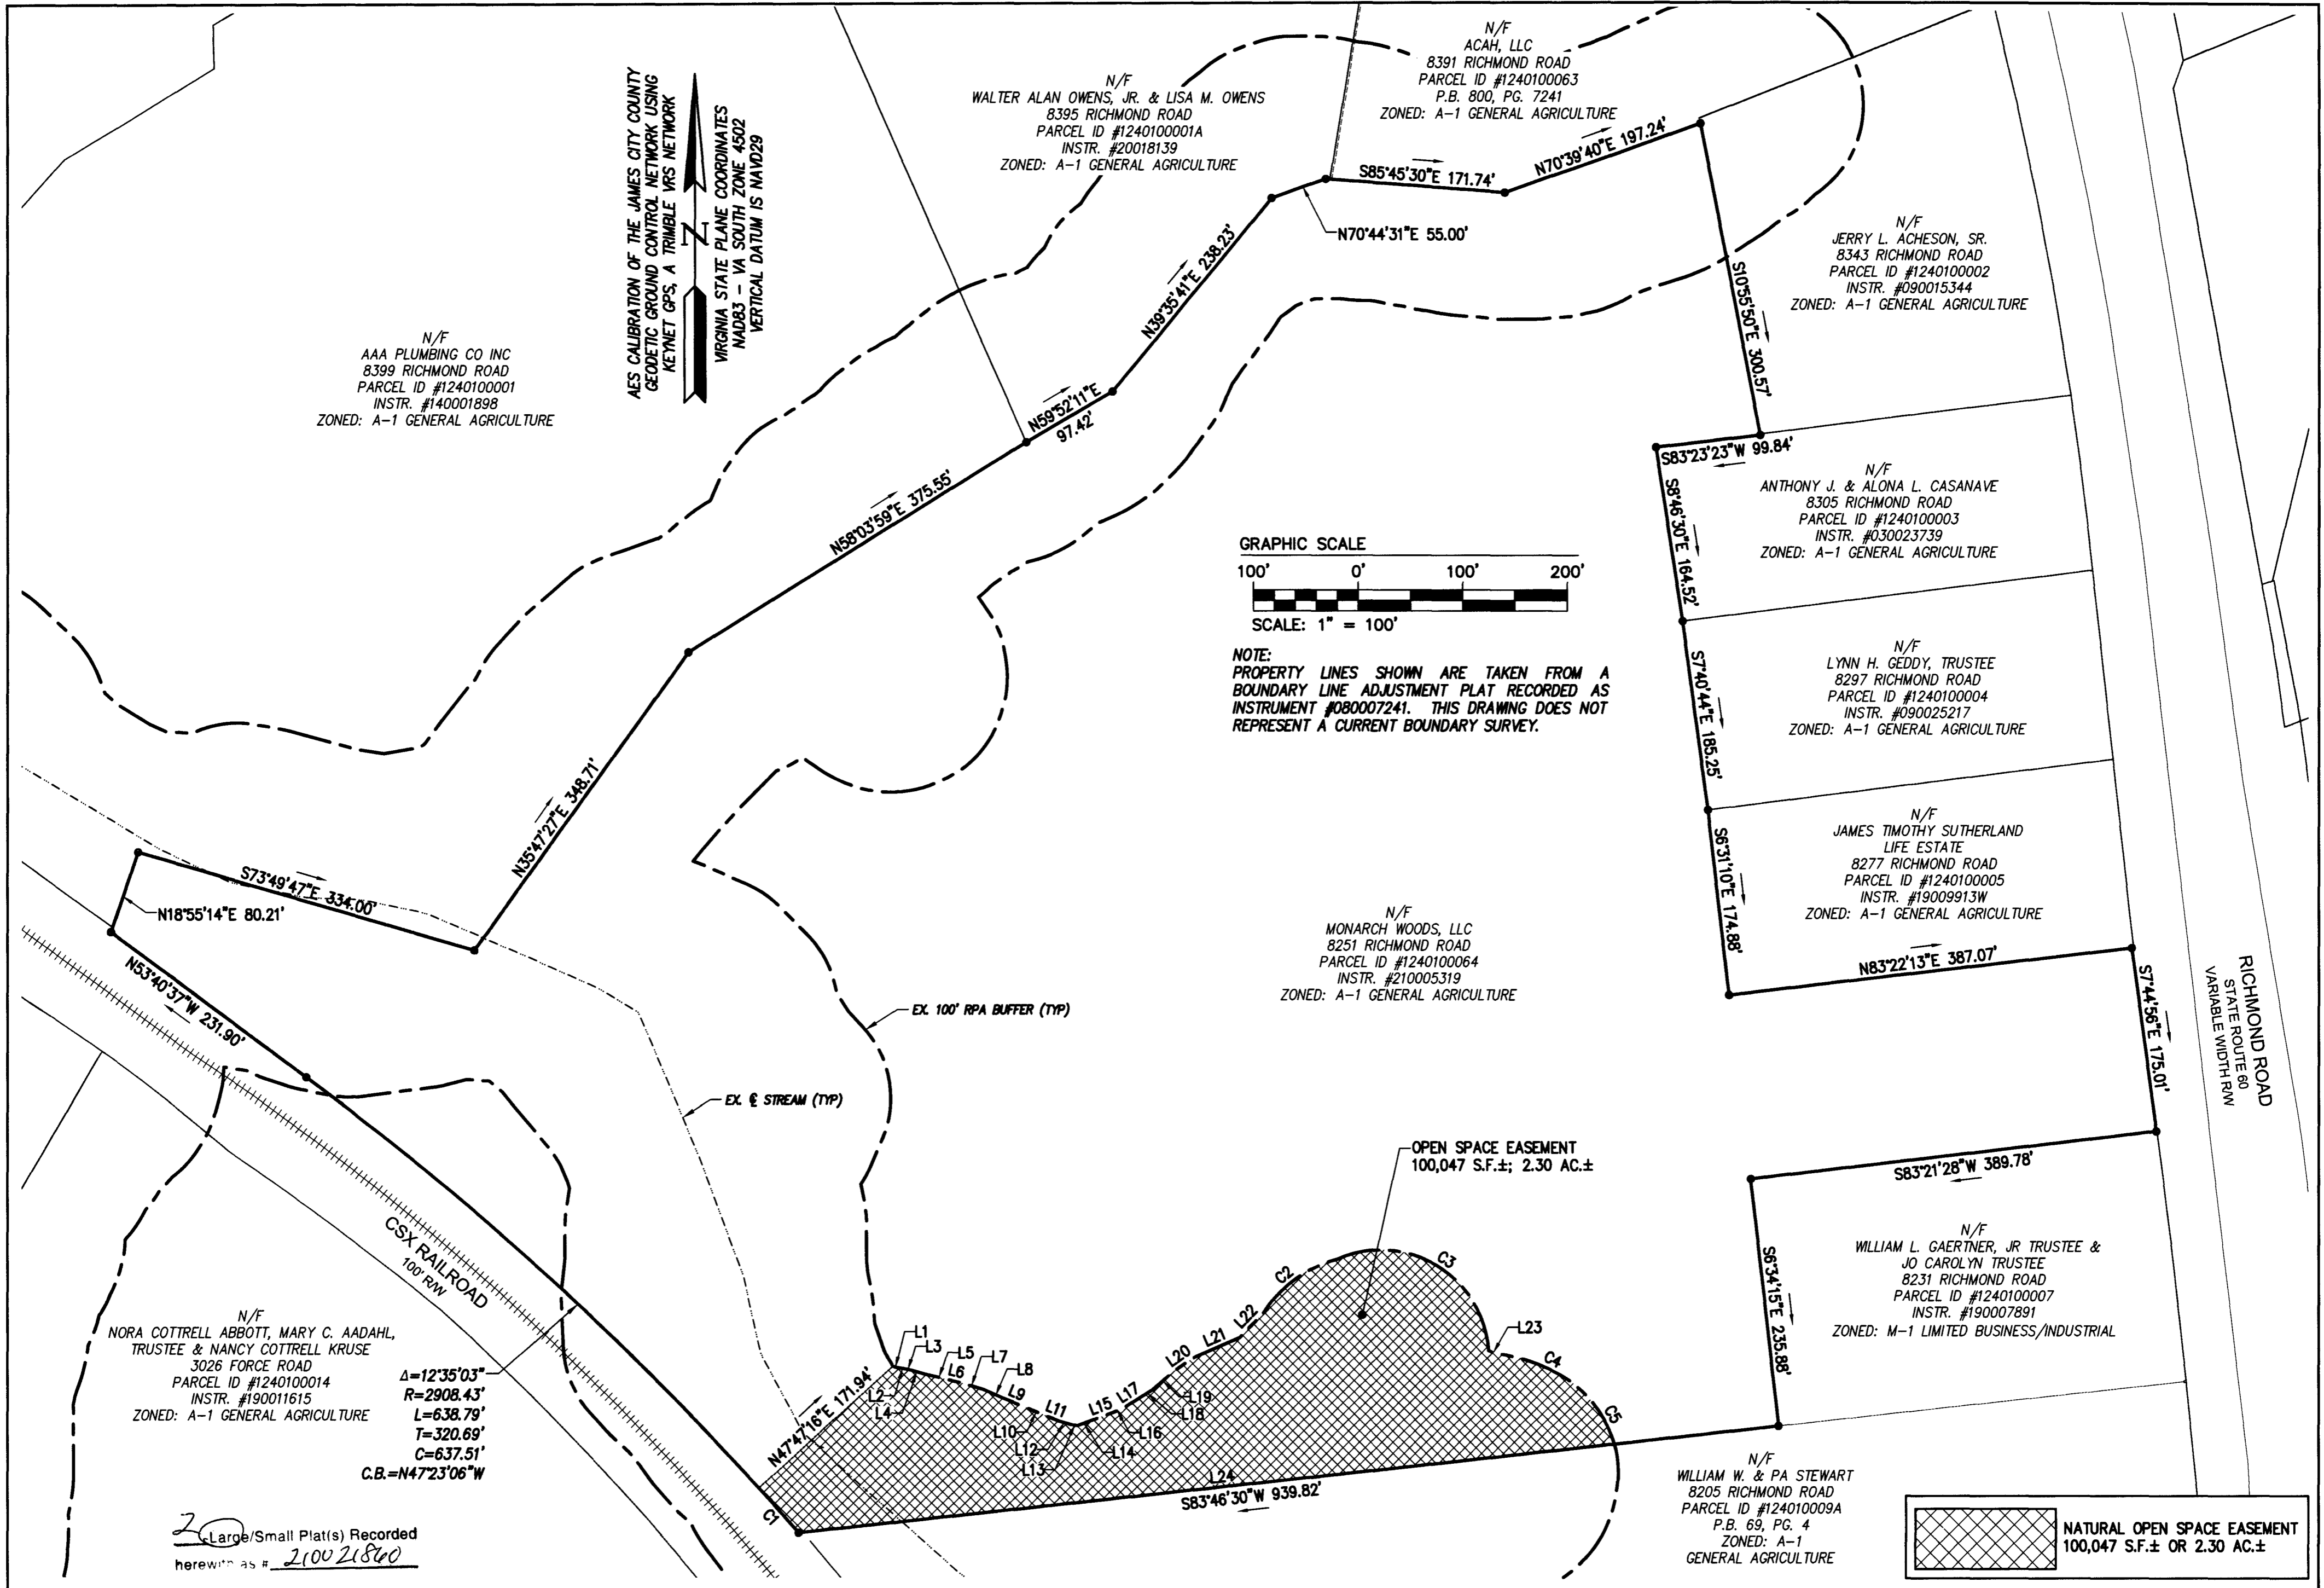 N/F
ACAH, LLC
8391 RICHMOND ROAD
PARCEL ID #1240100063
P.B. 800, PG. 7241
ZONED: A-1 GENERAL AGRICULTURE
N/F
WALTER ALAN OWENS, JR. & LISA M. OWENS
8395 RICHMOND ROAD
PARCEL ID #1240100001A
INSTR. #20018139
ZONED: A-1 GENERAL AGRICULTURE
AES CALIBRATION OF THE JAMES CITY COUNTY
GEODETIC GROUND CONTROL NETWORK USING
KEYNET GPS, A TRIMBLE VRS NETWORK
N
VIRGINIA STATE PLANE COORDINATES
NAD83 - VA SOUTH ZONE 4502
VERTICAL DATUM IS NAVD29
N/F
AAA PLUMBING CO INC
8399 RICHMOND ROAD
PARCEL ID #1240100001
INSTR. #140001898
ZONED: A-1 GENERAL AGRICULTURE
S85°45'30"E 171.74'
N70°39'40"E 197.24'
N70°44'31"E 55.00'
N39°35'41"E 238.23'
N59°52'11"E
97.42'
N58°03'59"E 375.55'
N35°47'27"E 348.71'
S73°49'47"E 334.00'
N18°55'14"E 80.21'
N53°40'37"W 231.90'
S10°55'50"E 300.57'
N/F
JERRY L. ACHESON, SR.
8343 RICHMOND ROAD
PARCEL ID #1240100002
INSTR. #090015344
ZONED: A-1 GENERAL AGRICULTURE
S83°23'23"W 99.84'
S8°46'30"E 164.52'
N/F
ANTHONY J. & ALONA L. CASANAVE
8305 RICHMOND ROAD
PARCEL ID #1240100003
INSTR. #030023739
ZONED: A-1 GENERAL AGRICULTURE
GRAPHIC SCALE
100' 0' 100' 200'
SCALE: 1" = 100'
NOTE:
PROPERTY LINES SHOWN ARE TAKEN FROM A
BOUNDARY LINE ADJUSTMENT PLAT RECORDED AS
INSTRUMENT #080007241. THIS DRAWING DOES NOT
REPRESENT A CURRENT BOUNDARY SURVEY.
S7°40'44"E 185.25'
N/F
LYNN H. GEDDY, TRUSTEE
8297 RICHMOND ROAD
PARCEL ID #1240100004
INSTR. #090025217
ZONED: A-1 GENERAL AGRICULTURE
S6°31'10"E 174.88'
N/F
JAMES TIMOTHY SUTHERLAND
LIFE ESTATE
8277 RICHMOND ROAD
PARCEL ID #1240100005
INSTR. #19009913W
ZONED: A-1 GENERAL AGRICULTURE
N83°22'13"E 387.07'
S7°44'56"E 175.01'
RICHMOND ROAD
STATE ROUTE 60
VARIABLE WIDTH R/W
N/F
MONARCH WOODS, LLC
8251 RICHMOND ROAD
PARCEL ID #1240100064
INSTR. #210005319
ZONED: A-1 GENERAL AGRICULTURE
EX. 100' RPA BUFFER (TYP)
EX. ℄ STREAM (TYP)
OPEN SPACE EASEMENT
100,047 S.F.±; 2.30 AC.±
S83°21'28"W 389.78'
S6°34'15"E 235.88'
N/F
WILLIAM L. GAERTNER, JR TRUSTEE &
JO CAROLYN TRUSTEE
8231 RICHMOND ROAD
PARCEL ID #1240100007
INSTR. #190007891
ZONED: M-1 LIMITED BUSINESS/INDUSTRIAL
CSX RAILROAD
100' R/W
N/F
NORA COTTRELL ABBOTT, MARY C. AADAHL,
TRUSTEE & NANCY COTTRELL KRUSE
3026 FORCE ROAD
PARCEL ID #1240100014
INSTR. #190011615
ZONED: A-1 GENERAL AGRICULTURE
Δ=12°35'03"
R=2908.43'
L=638.79'
T=320.69'
C=637.51'
C.B.=N47°23'06"W
N47°47'16"E 171.94'
C1
L1
L2
L3
L4
L5
L6
L7
L8
L9
L10
L11
L12
L13
L14
L15
L16
L17
L18
L19
L20
L21
L22
C2
C3
L23
C4
C5
L24
S83°46'30"W 939.82'
N/F
WILLIAM W. & PA STEWART
8205 RICHMOND ROAD
PARCEL ID #124010009A
P.B. 69, PG. 4
ZONED: A-1
GENERAL AGRICULTURE
2 Large/Small Plat(s) Recorded
herewith as # 210021860
NATURAL OPEN SPACE EASEMENT
100,047 S.F.± OR 2.30 AC.±